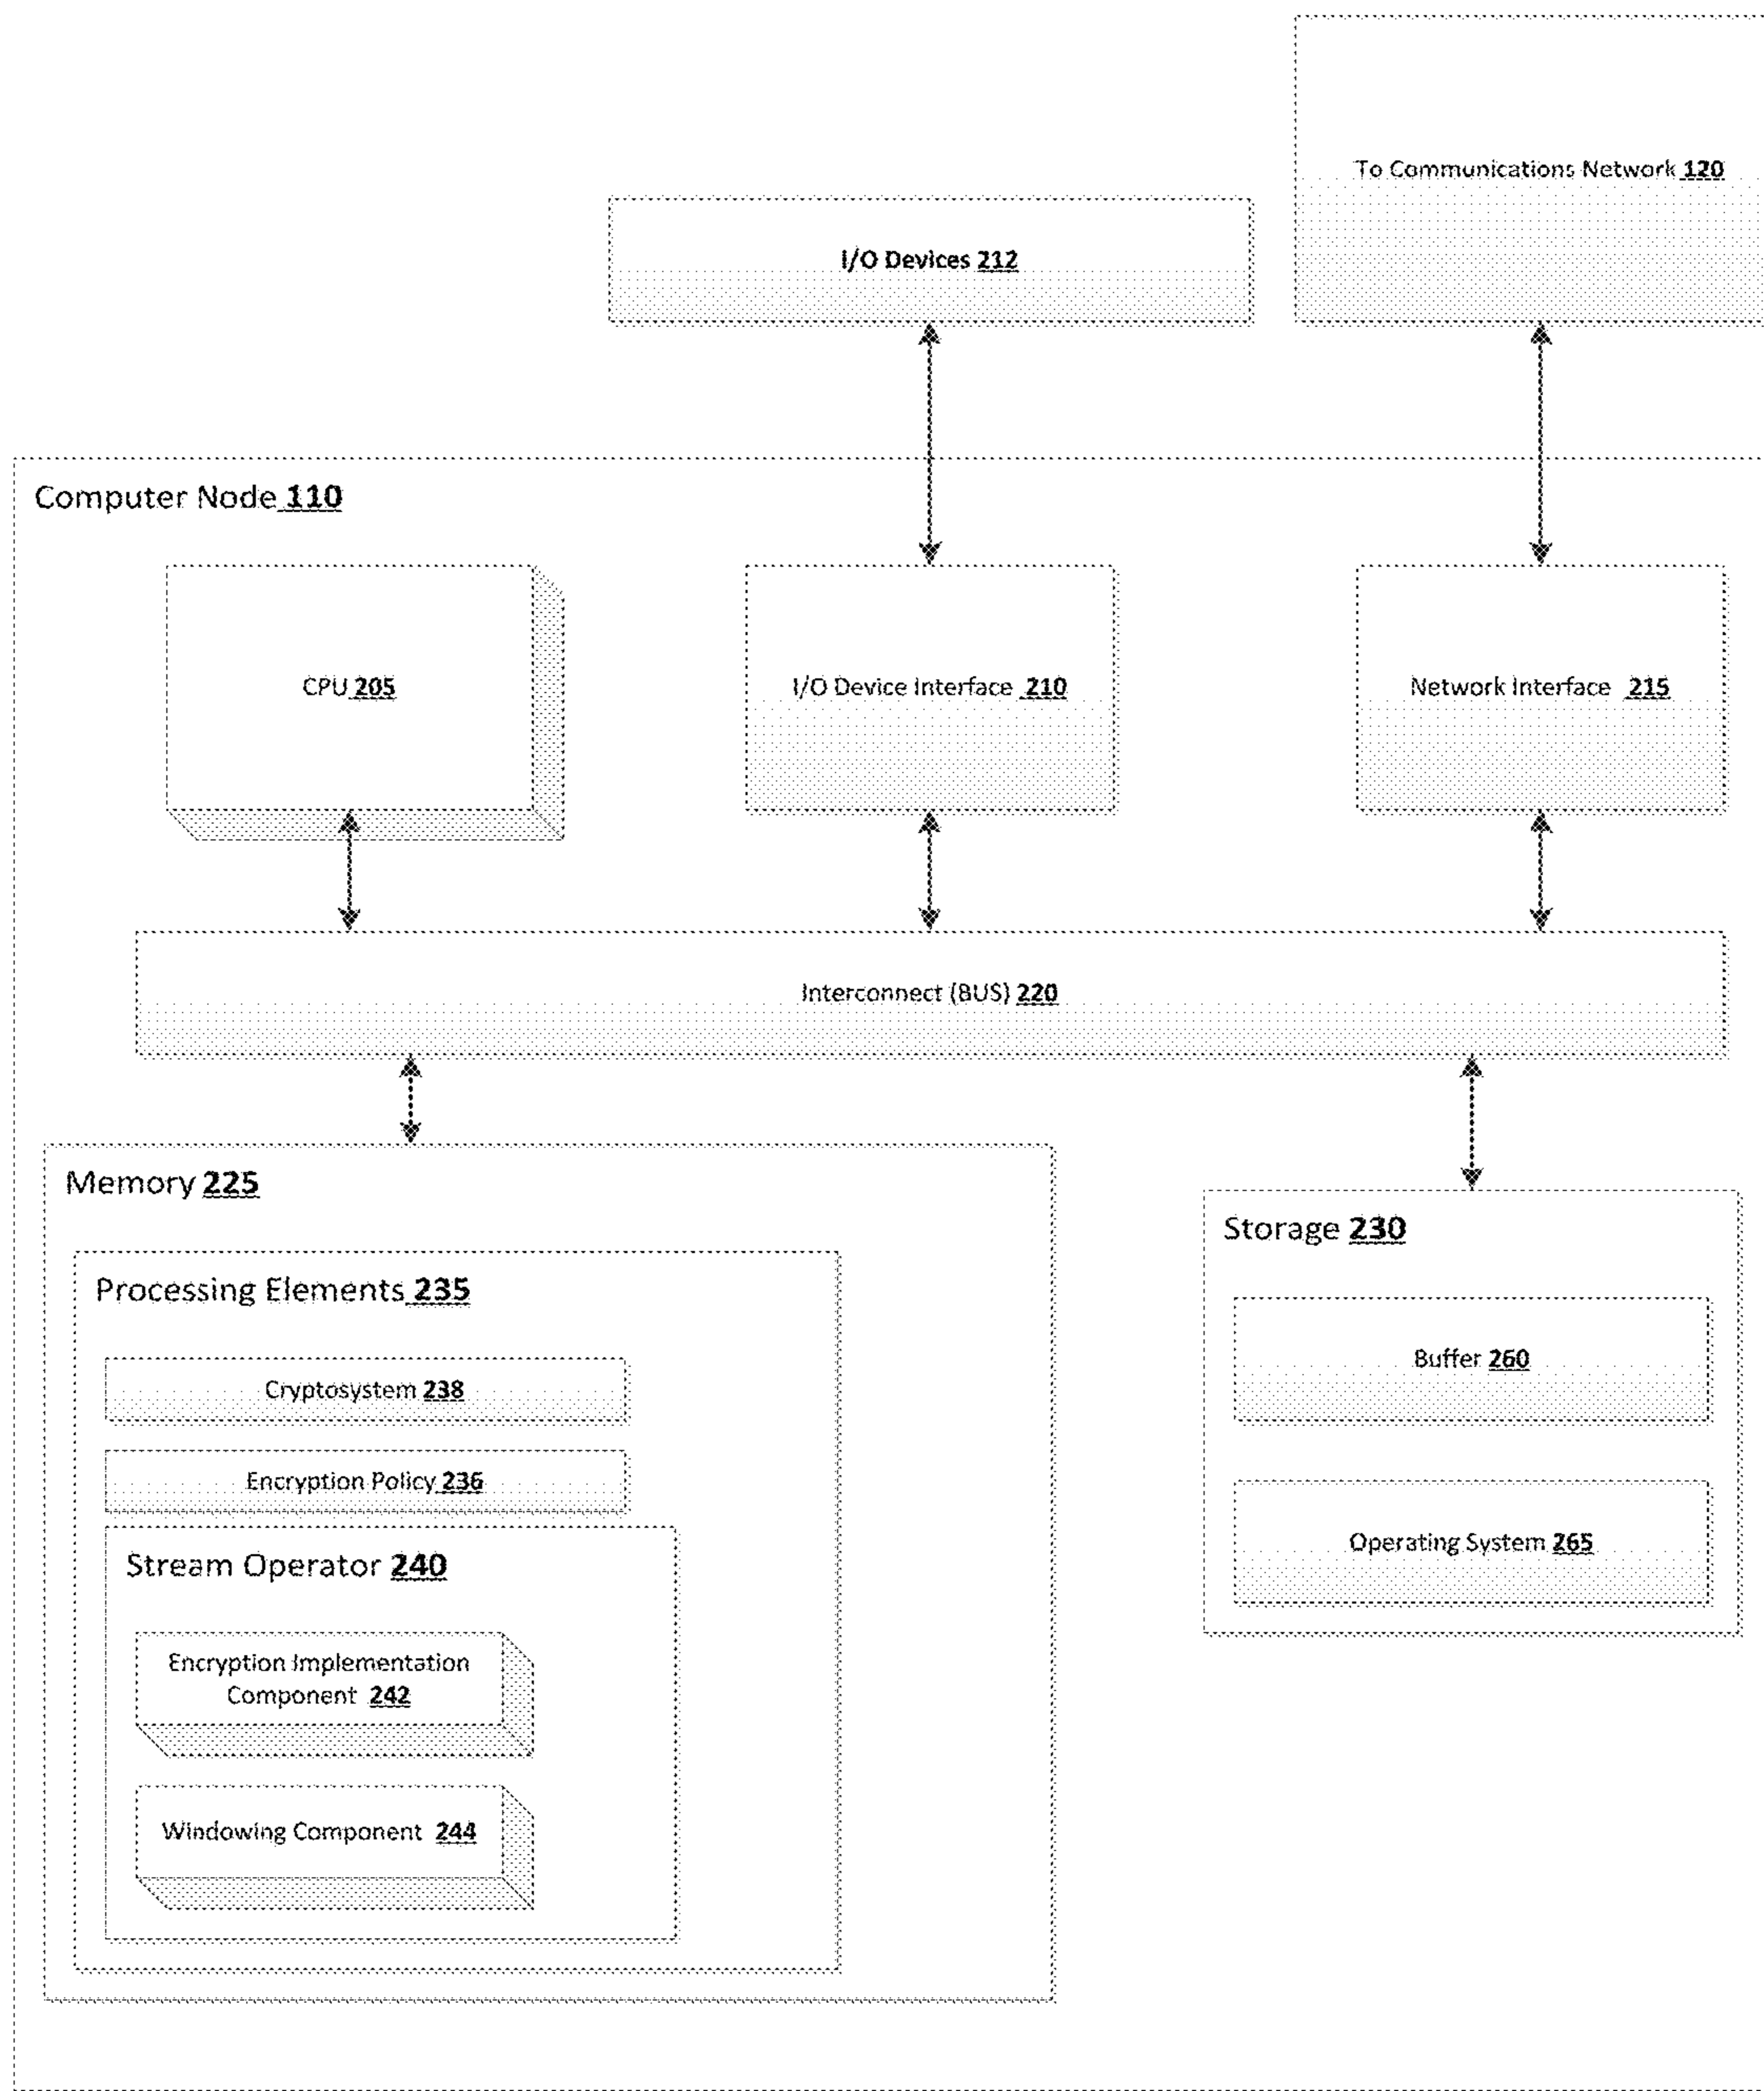 To Communications Network 120
I/O Devices 212
Computer Node 110
CPU 205
I/O Device Interface 210
Network Interface 215
Interconnect (BUS) 220
Memory 225
Storage 230
Processing Elements 235
Buffer 260
Cryptosystem 238
Encryption Policy 236
Operating System 265
Stream Operator 240
Encryption Implementation
Component 242
Windowing Component 244